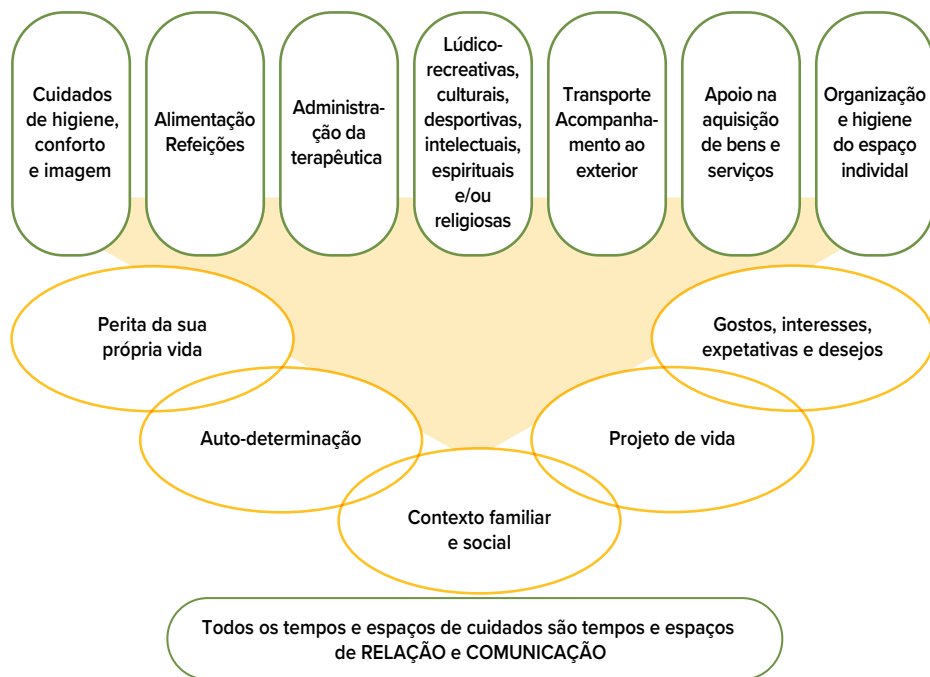 Cuidados
de higiene,
conforto
e imagem
Alimentação
Refeições
Administra-
ção da
terapêutica
Lúdico-
recreativas,
culturais,
desportivas,
intelectuais,
espirituais
e/ou
religiosas
Transporte
Acompanha-
mento ao
exterior
Apoio na
aquisição
de bens e
serviços
Organização
e higiene
do espaço
individal
Perita da sua
própria vida
Gostos, interesses,
expetativas e desejos
Auto-determinação
Projeto de vida
Contexto familiar
e social
Todos os tempos e espaços de cuidados são tempos e espaços
de RELAÇÃO e COMUNICAÇÃO